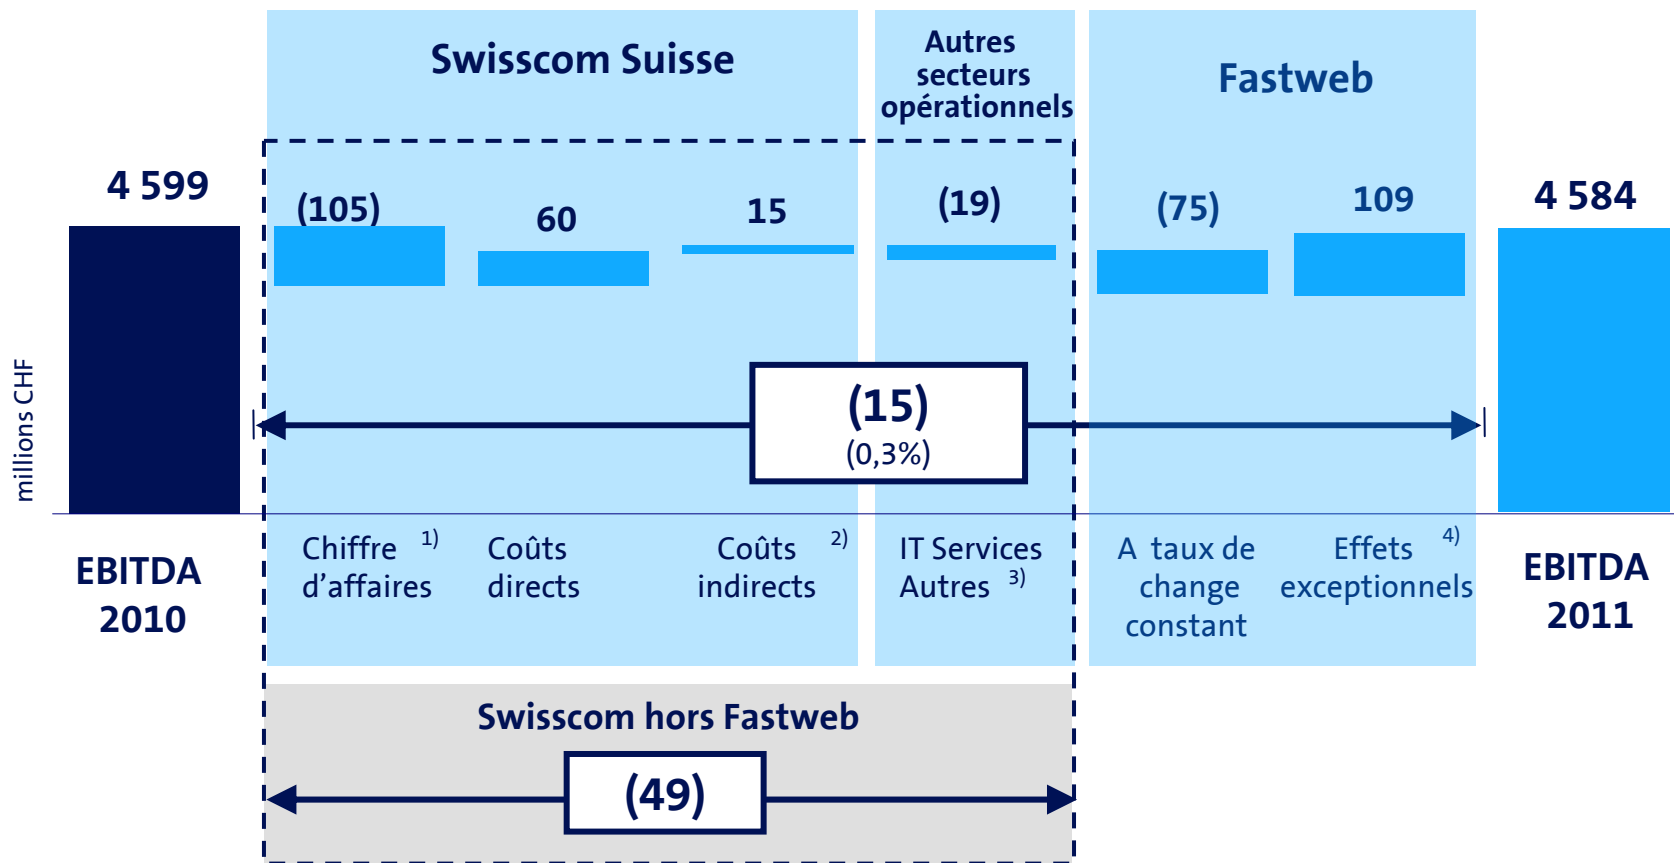 Swisscom Suisse
Autres
secteurs
opérationnels
Fastweb
4 599
(105)
60
15
(19)
(75)
109
4 584
millions CHF
(15)
(0,3%)
EBITDA
2010
Chiffre 1)
d'affaires
Coûts
directs
Coûts 2)
indirects
IT Services
Autres 3)
A taux de
change
constant
Effets 4)
exceptionnels
EBITDA
2011
Swisscom hors Fastweb
(49)